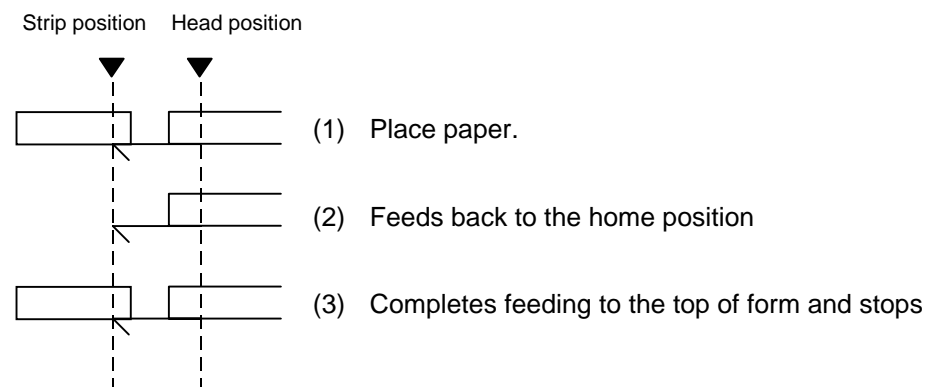 Strip position Head position
(1) Place paper.
(2) Feeds back to the home position
(3) Completes feeding to the top of form and stops